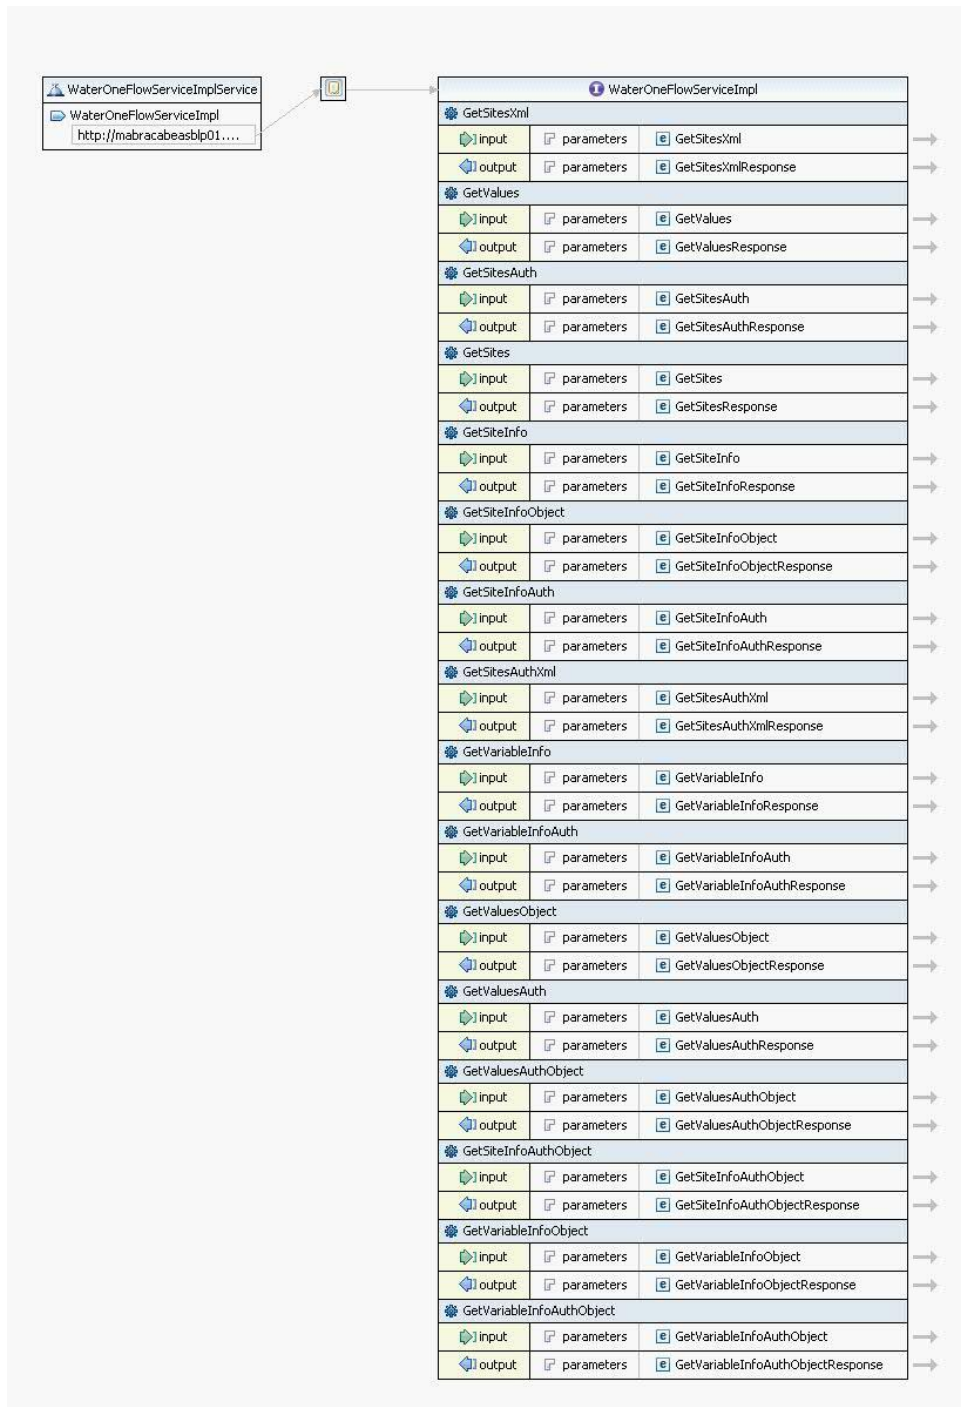 WaterOneFlowServiceImplService
WaterOneFlowServiceImpl
http://mabracabeasblp01....
WaterOneFlowServiceImpl
GetSitesXml
input parameters GetSitesXml
output parameters GetSitesXmlResponse
GetValues
input parameters GetValues
output parameters GetValuesResponse
GetSitesAuth
input parameters GetSitesAuth
output parameters GetSitesAuthResponse
GetSites
input parameters GetSites
output parameters GetSitesResponse
GetSiteInfo
input parameters GetSiteInfo
output parameters GetSiteInfoResponse
GetSiteInfoObject
input parameters GetSiteInfoObject
output parameters GetSiteInfoObjectResponse
GetSiteInfoAuth
input parameters GetSiteInfoAuth
output parameters GetSiteInfoAuthResponse
GetSitesAuthXml
input parameters GetSitesAuthXml
output parameters GetSitesAuthXmlResponse
GetVariableInfo
input parameters GetVariableInfo
output parameters GetVariableInfoResponse
GetVariableInfoAuth
input parameters GetVariableInfoAuth
output parameters GetVariableInfoAuthResponse
GetValuesObject
input parameters GetValuesObject
output parameters GetValuesObjectResponse
GetValuesAuth
input parameters GetValuesAuth
output parameters GetValuesAuthResponse
GetValuesAuthObject
input parameters GetValuesAuthObject
output parameters GetValuesAuthObjectResponse
GetSiteInfoAuthObject
input parameters GetSiteInfoAuthObject
output parameters GetSiteInfoAuthObjectResponse
GetVariableInfoObject
input parameters GetVariableInfoObject
output parameters GetVariableInfoObjectResponse
GetVariableInfoAuthObject
input parameters GetVariableInfoAuthObject
output parameters GetVariableInfoAuthObjectResponse